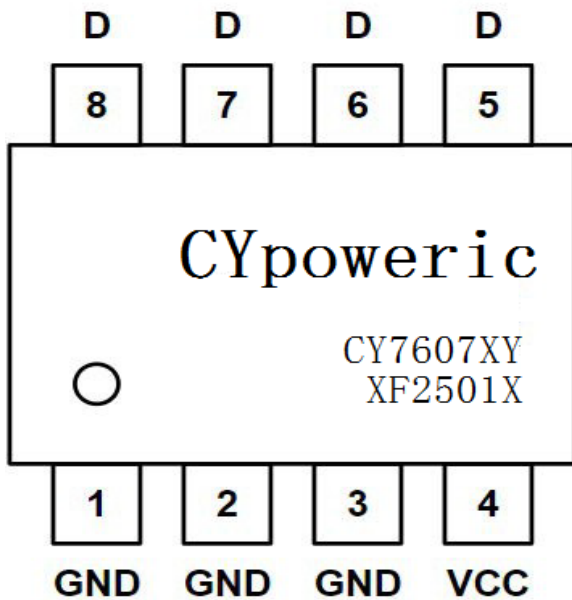 D D D D
8 7 6 5
CYpoweric
CY7607XY
XF2501X
1 2 3 4
GND GND GND VCC